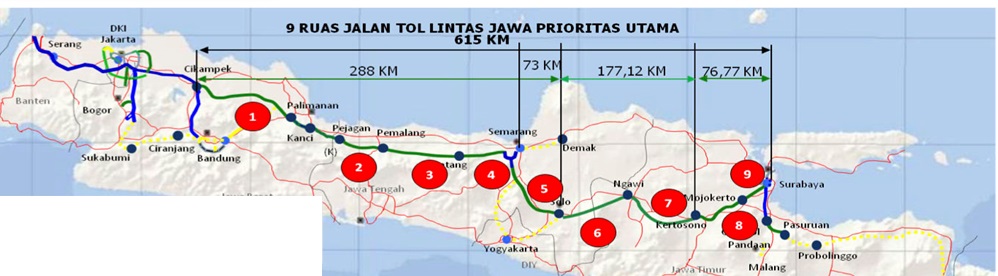 9 RUAS JALAN TOL LINTAS JAWA PRIORITAS UTAMA
615 KM
288 KM
73 KM
177,12 KM
76,77 KM
DKI
Jakarta
Serang
Cikampek
Banten
Bogor
1
Palimanan
Kanci
Pejagan
Pemalang
Semarang
Demak
(K)
Sukabumi
Ciranjang
Bandung
2
3
tang
4
5
Jawa Tengah
Solo
Ngawi
7
Mojokerto
9
Surabaya
6
Kertosono
8
Pasuruan
Pandaan
Probolinggo
Yogyakarta
DIY
Jawa Timur
Malang